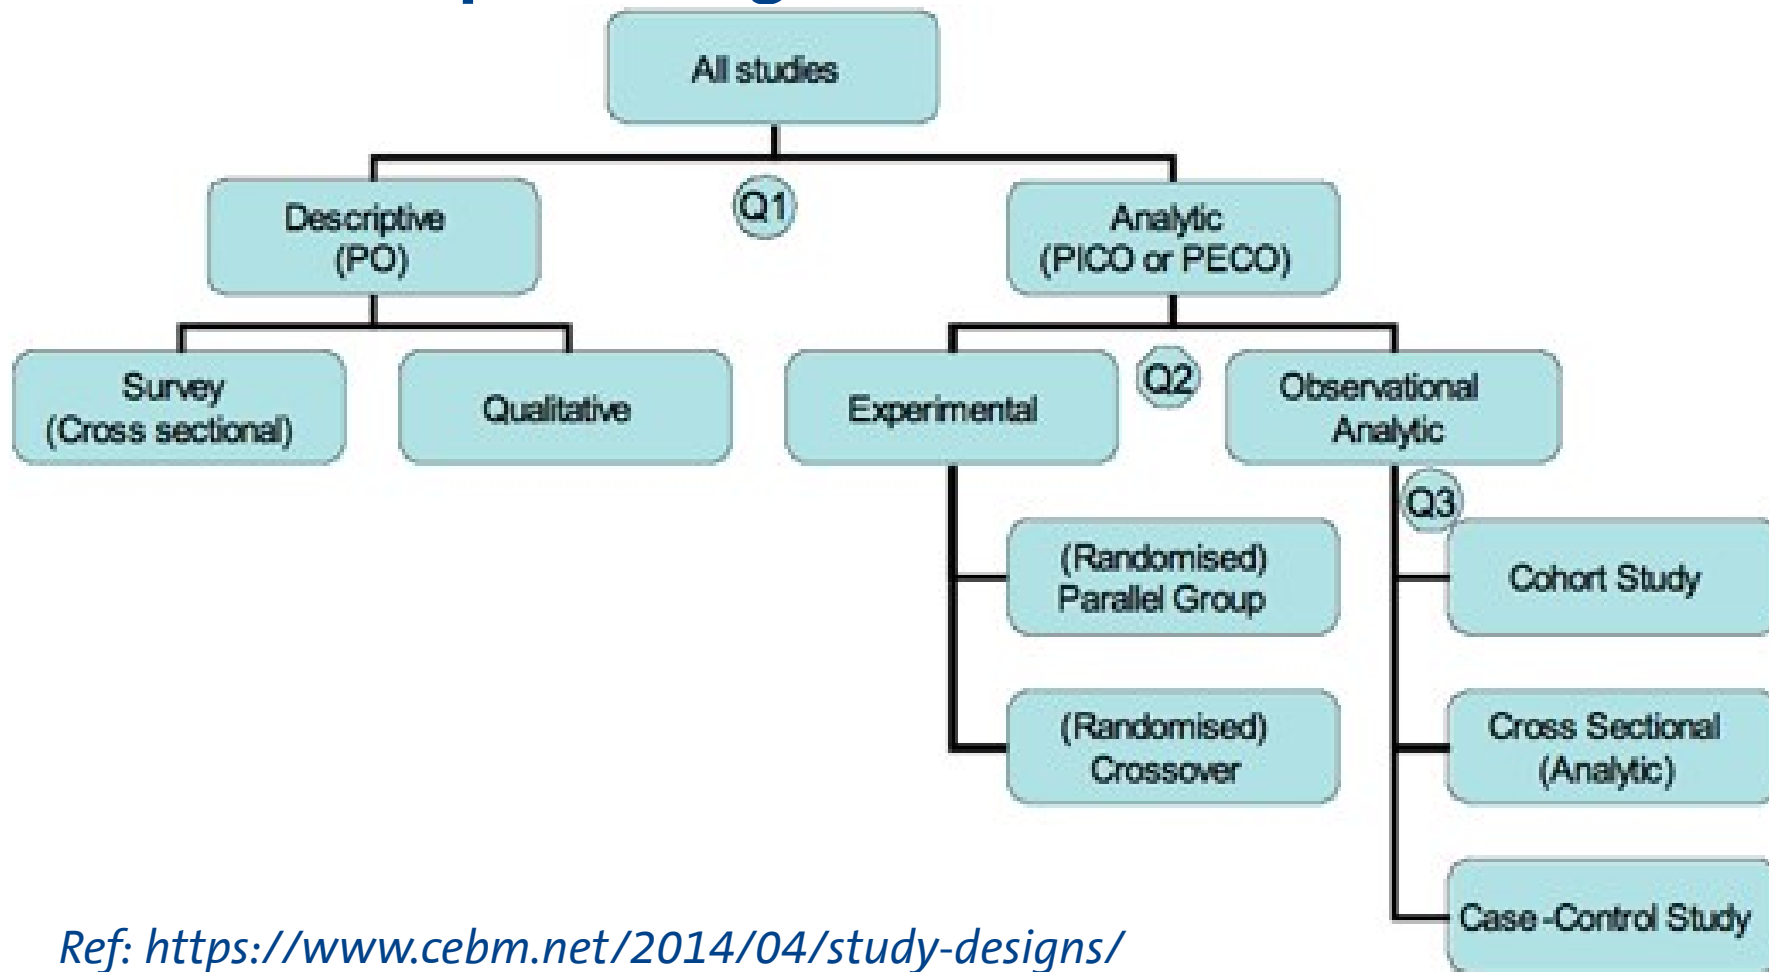 All studies
Q1
Descriptive
(PO)
Analytic
(PICO or PECO)
Survey
(Cross sectional)
Qualitative
Experimental
Q2
Observational
Analytic
Q3
(Randomised)
Parallel Group
Cohort Study
(Randomised)
Crossover
Cross Sectional
(Analytic)
Case-Control Study
Ref: https://www.cebm.net/2014/04/study-designs/